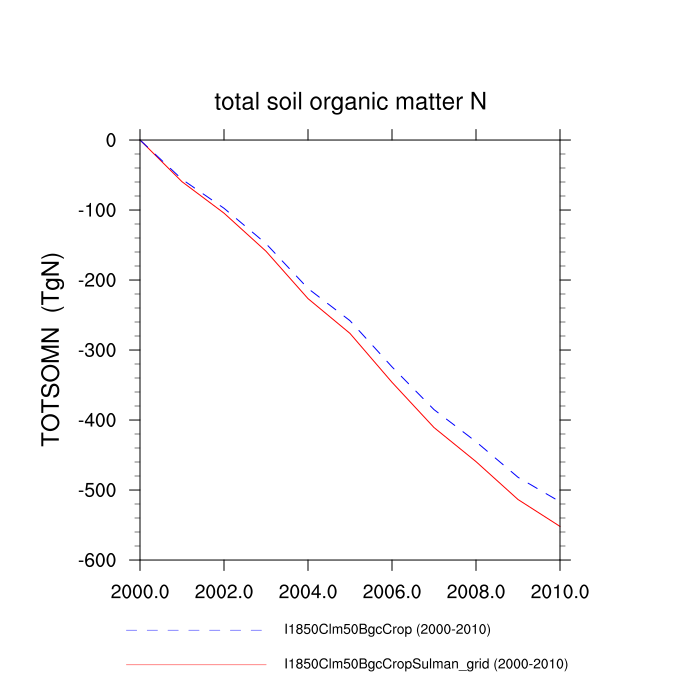 total soil organic matter N
0
-100
-200
-300
-400
-500
-600
TOTSOMN (TgN)
2000.0 2002.0 2004.0 2006.0 2008.0 2010.0
I1850Clm50BgcCrop (2000-2010)
I1850Clm50BgcCropSulman_grid (2000-2010)